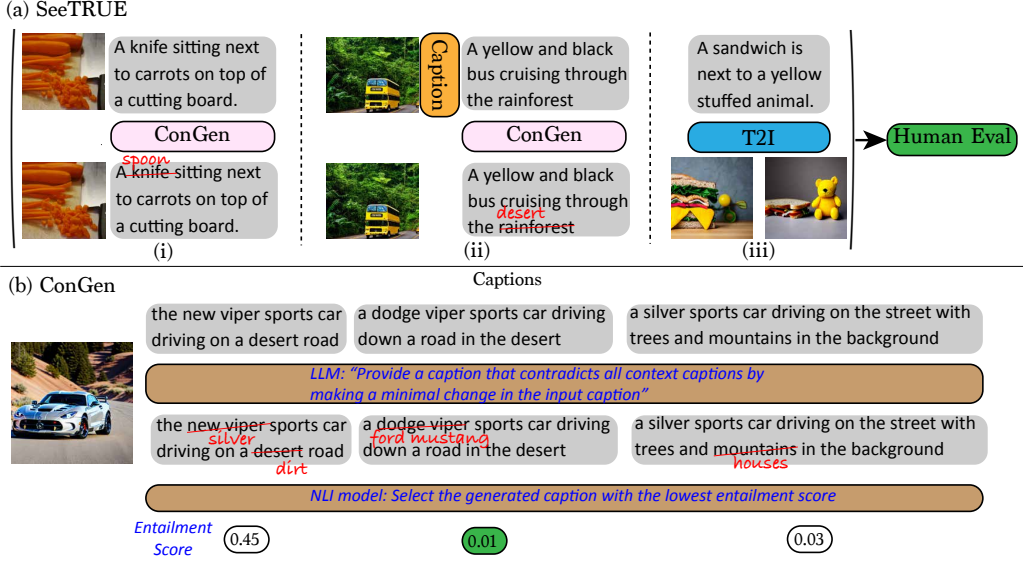 (a) SeeTRUE
A knife sitting next
to carrots on top of
a cutting board.
ConGen
spoon
A knife sitting next
to carrots on top of
a cutting board.
(i)
Caption
A yellow and black
bus cruising through
the rainforest
ConGen
A yellow and black
bus cruising through
desert
the rainforest
(ii)
A sandwich is
next to a yellow
stuffed animal.
T2I
(iii)
Human Eval
(b) ConGen
Captions
the new viper sports car
driving on a desert road
a dodge viper sports car driving
down a road in the desert
a silver sports car driving on the street with
trees and mountains in the background
LLM: “Provide a caption that contradicts all context captions by
making a minimal change in the input caption”
the new viper sports car
silver
driving on a desert road
dirt
a dodge viper sports car driving
ford mustang
down a road in the desert
a silver sports car driving on the street with
trees and mountains in the background
houses
NLI model: Select the generated caption with the lowest entailment score
Entailment
Score
0.45
0.01
0.03